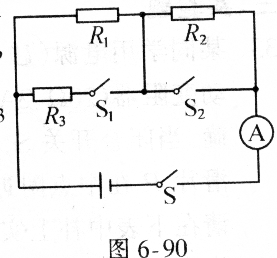 R₁ R₂
R₃ S₁ S₂
A
S
图 6-90